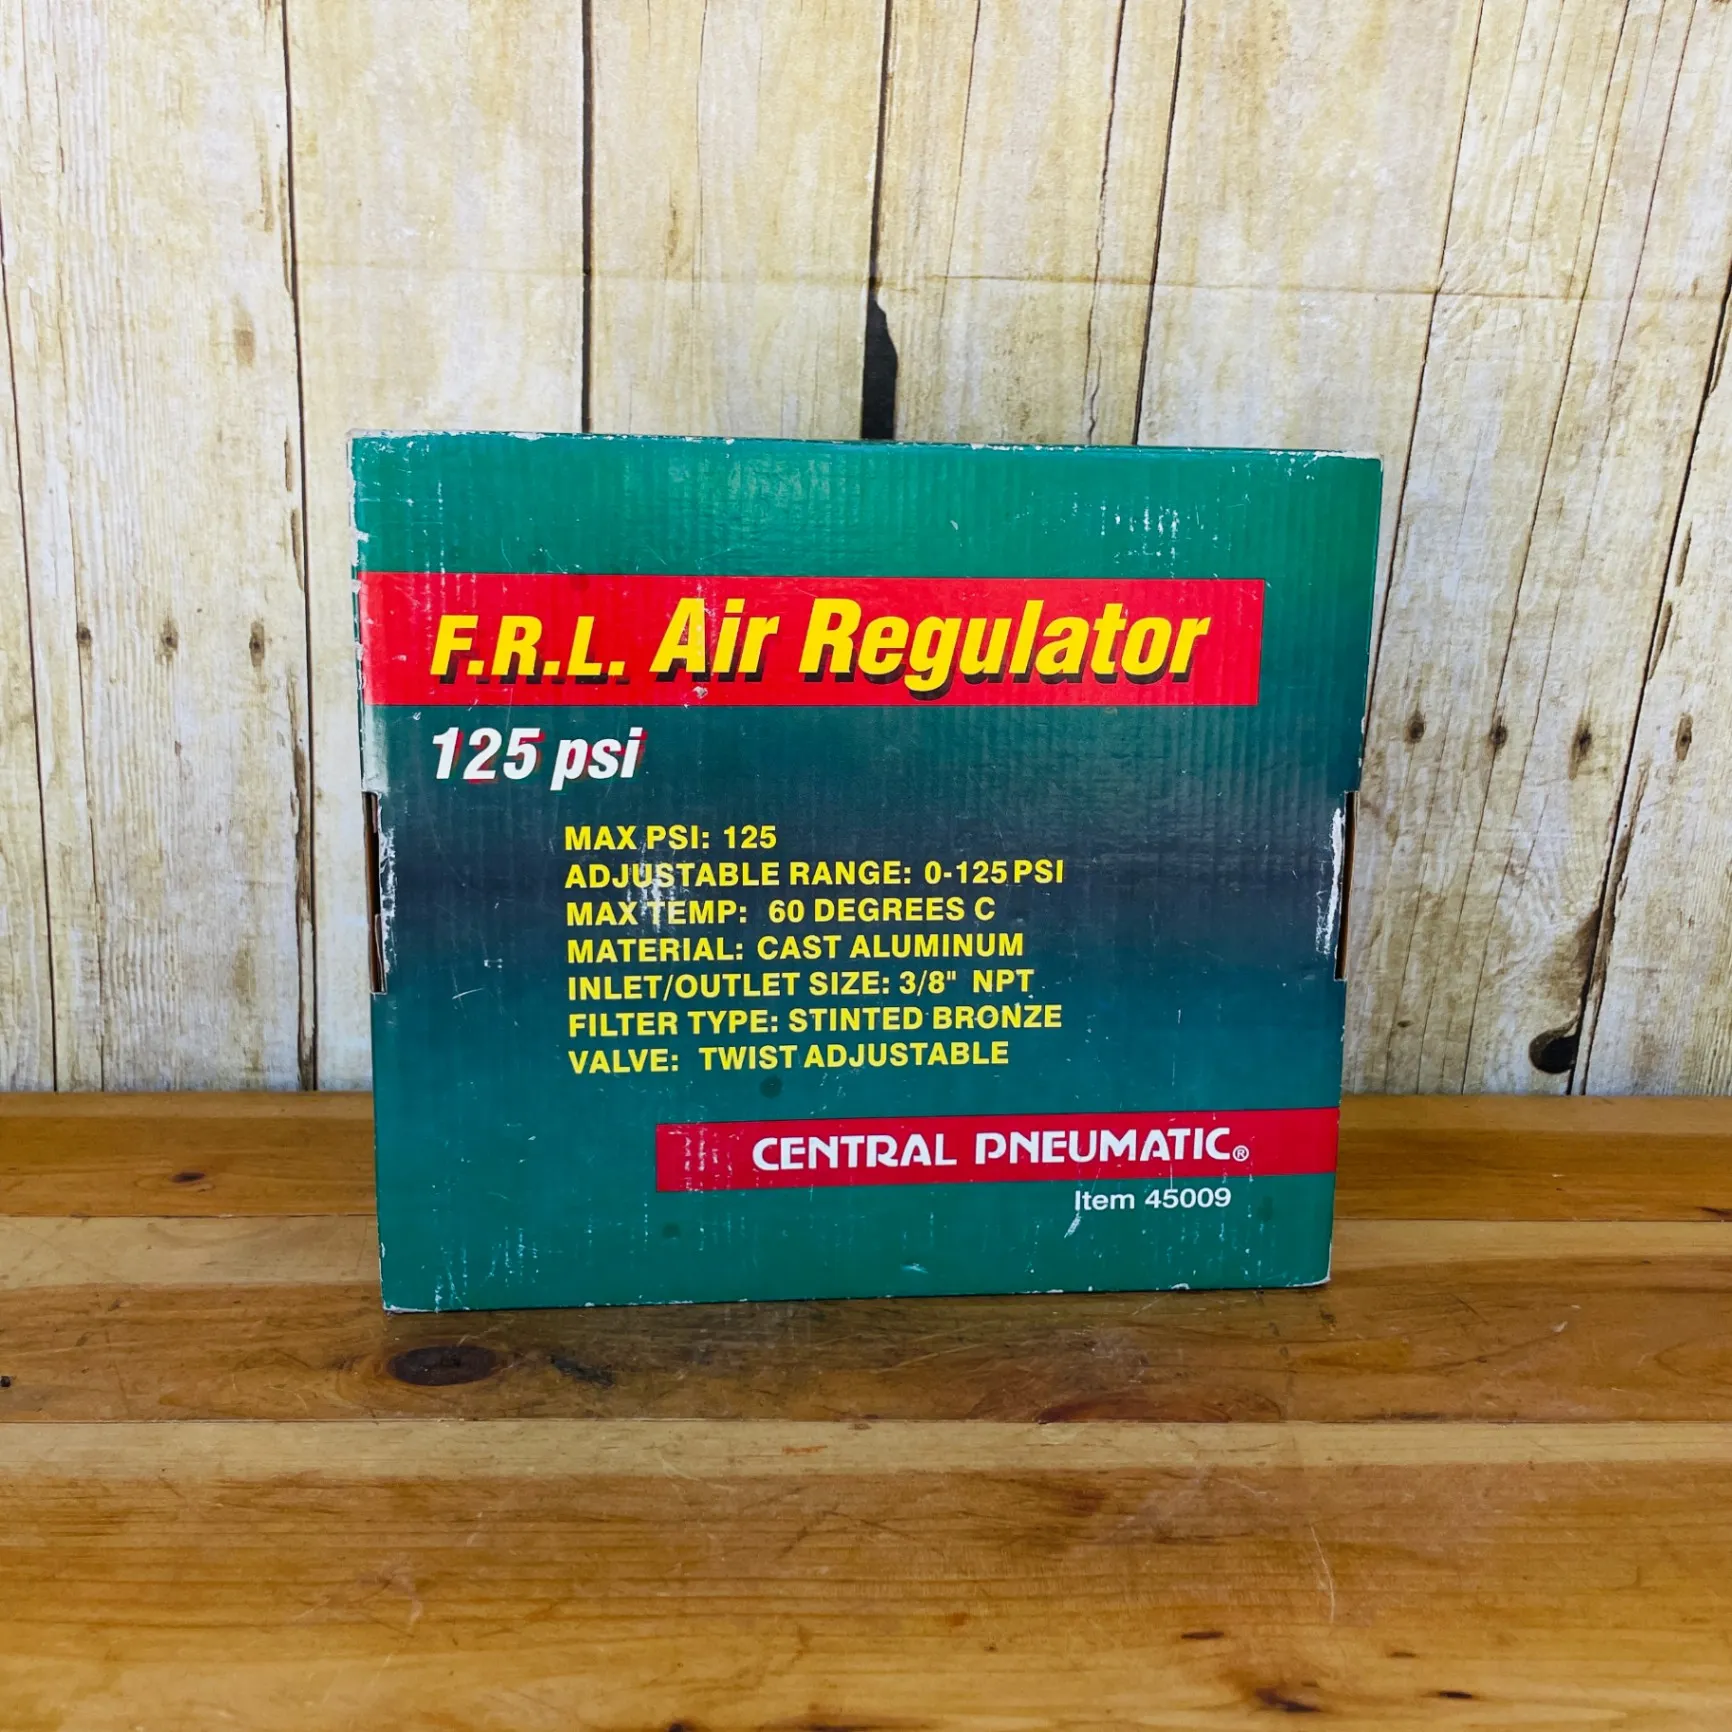 F.R.L. Air Regulator
125 psi
MAX PSI: 125
ADJUSTABLE RANGE: 0-125 PSI
MAX TEMP: 60 DEGREES C
MATERIAL: CAST ALUMINUM
INLET/OUTLET SIZE: 3/8" NPT
FILTER TYPE: STINTED BRONZE
VALVE: TWIST ADJUSTABLE
CENTRAL PNEUMATIC®
Item 45009